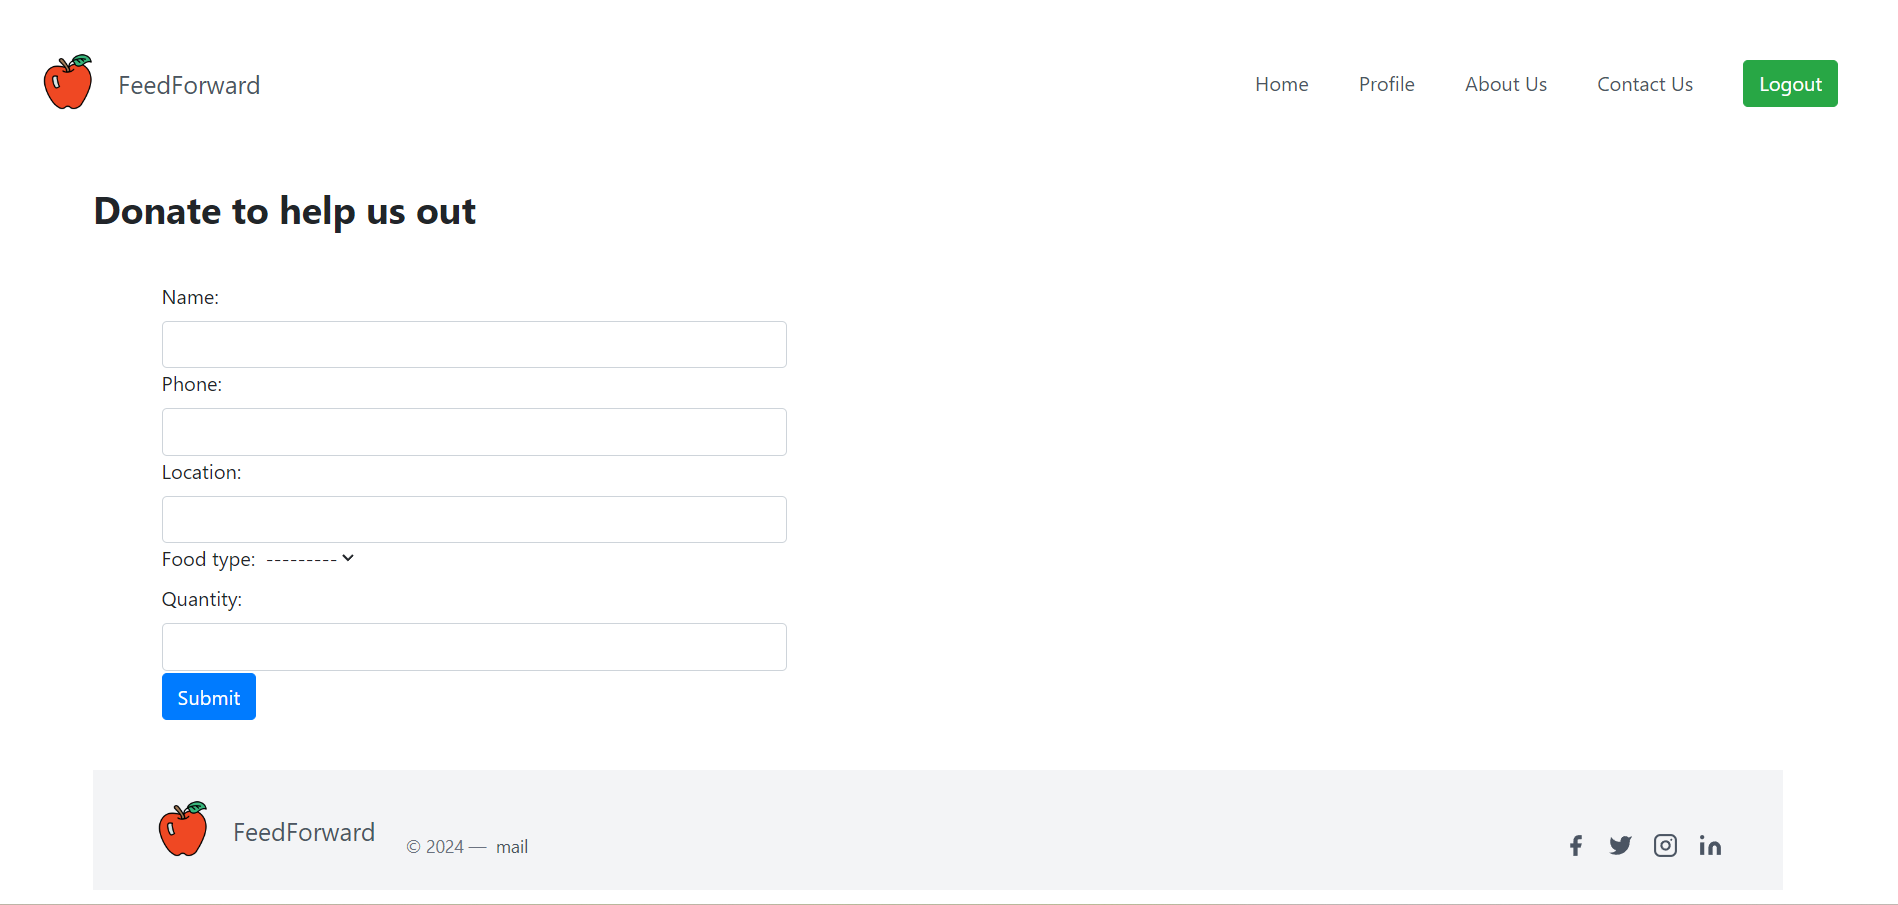 FeedForward
Home Profile About Us Contact Us Logout
Donate to help us out
Name:
Phone:
Location:
Food type: ---------
Quantity:
Submit
FeedForward © 2024 — mail